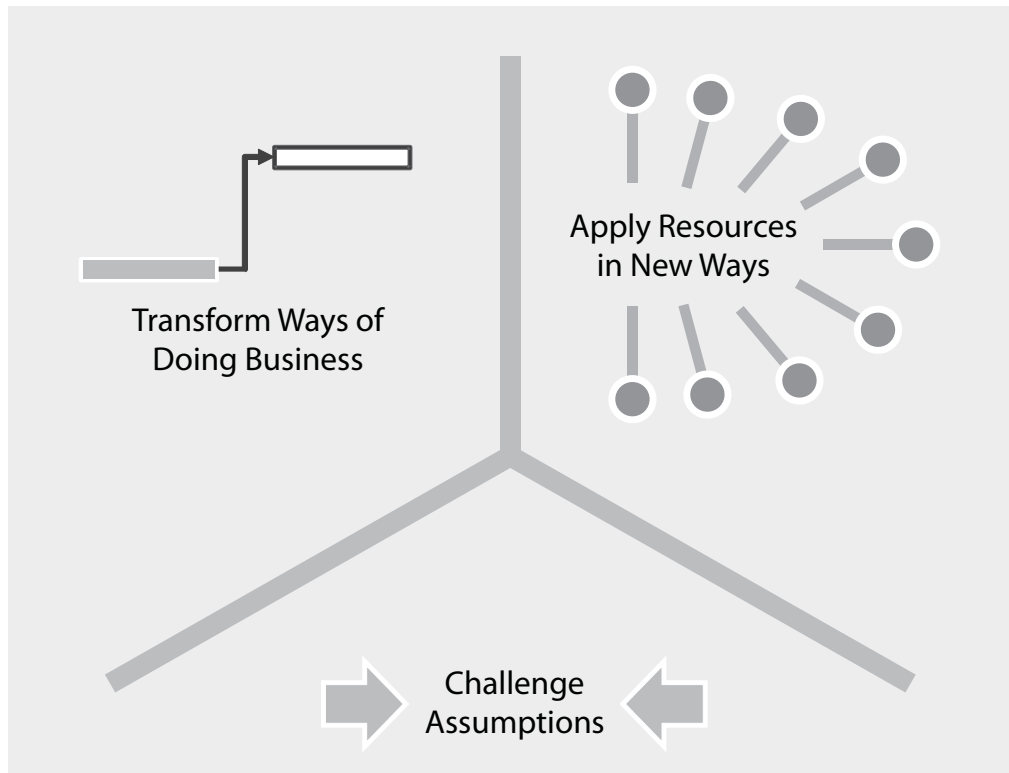 Transform Ways of
Doing Business
Apply Resources
in New Ways
Challenge
Assumptions